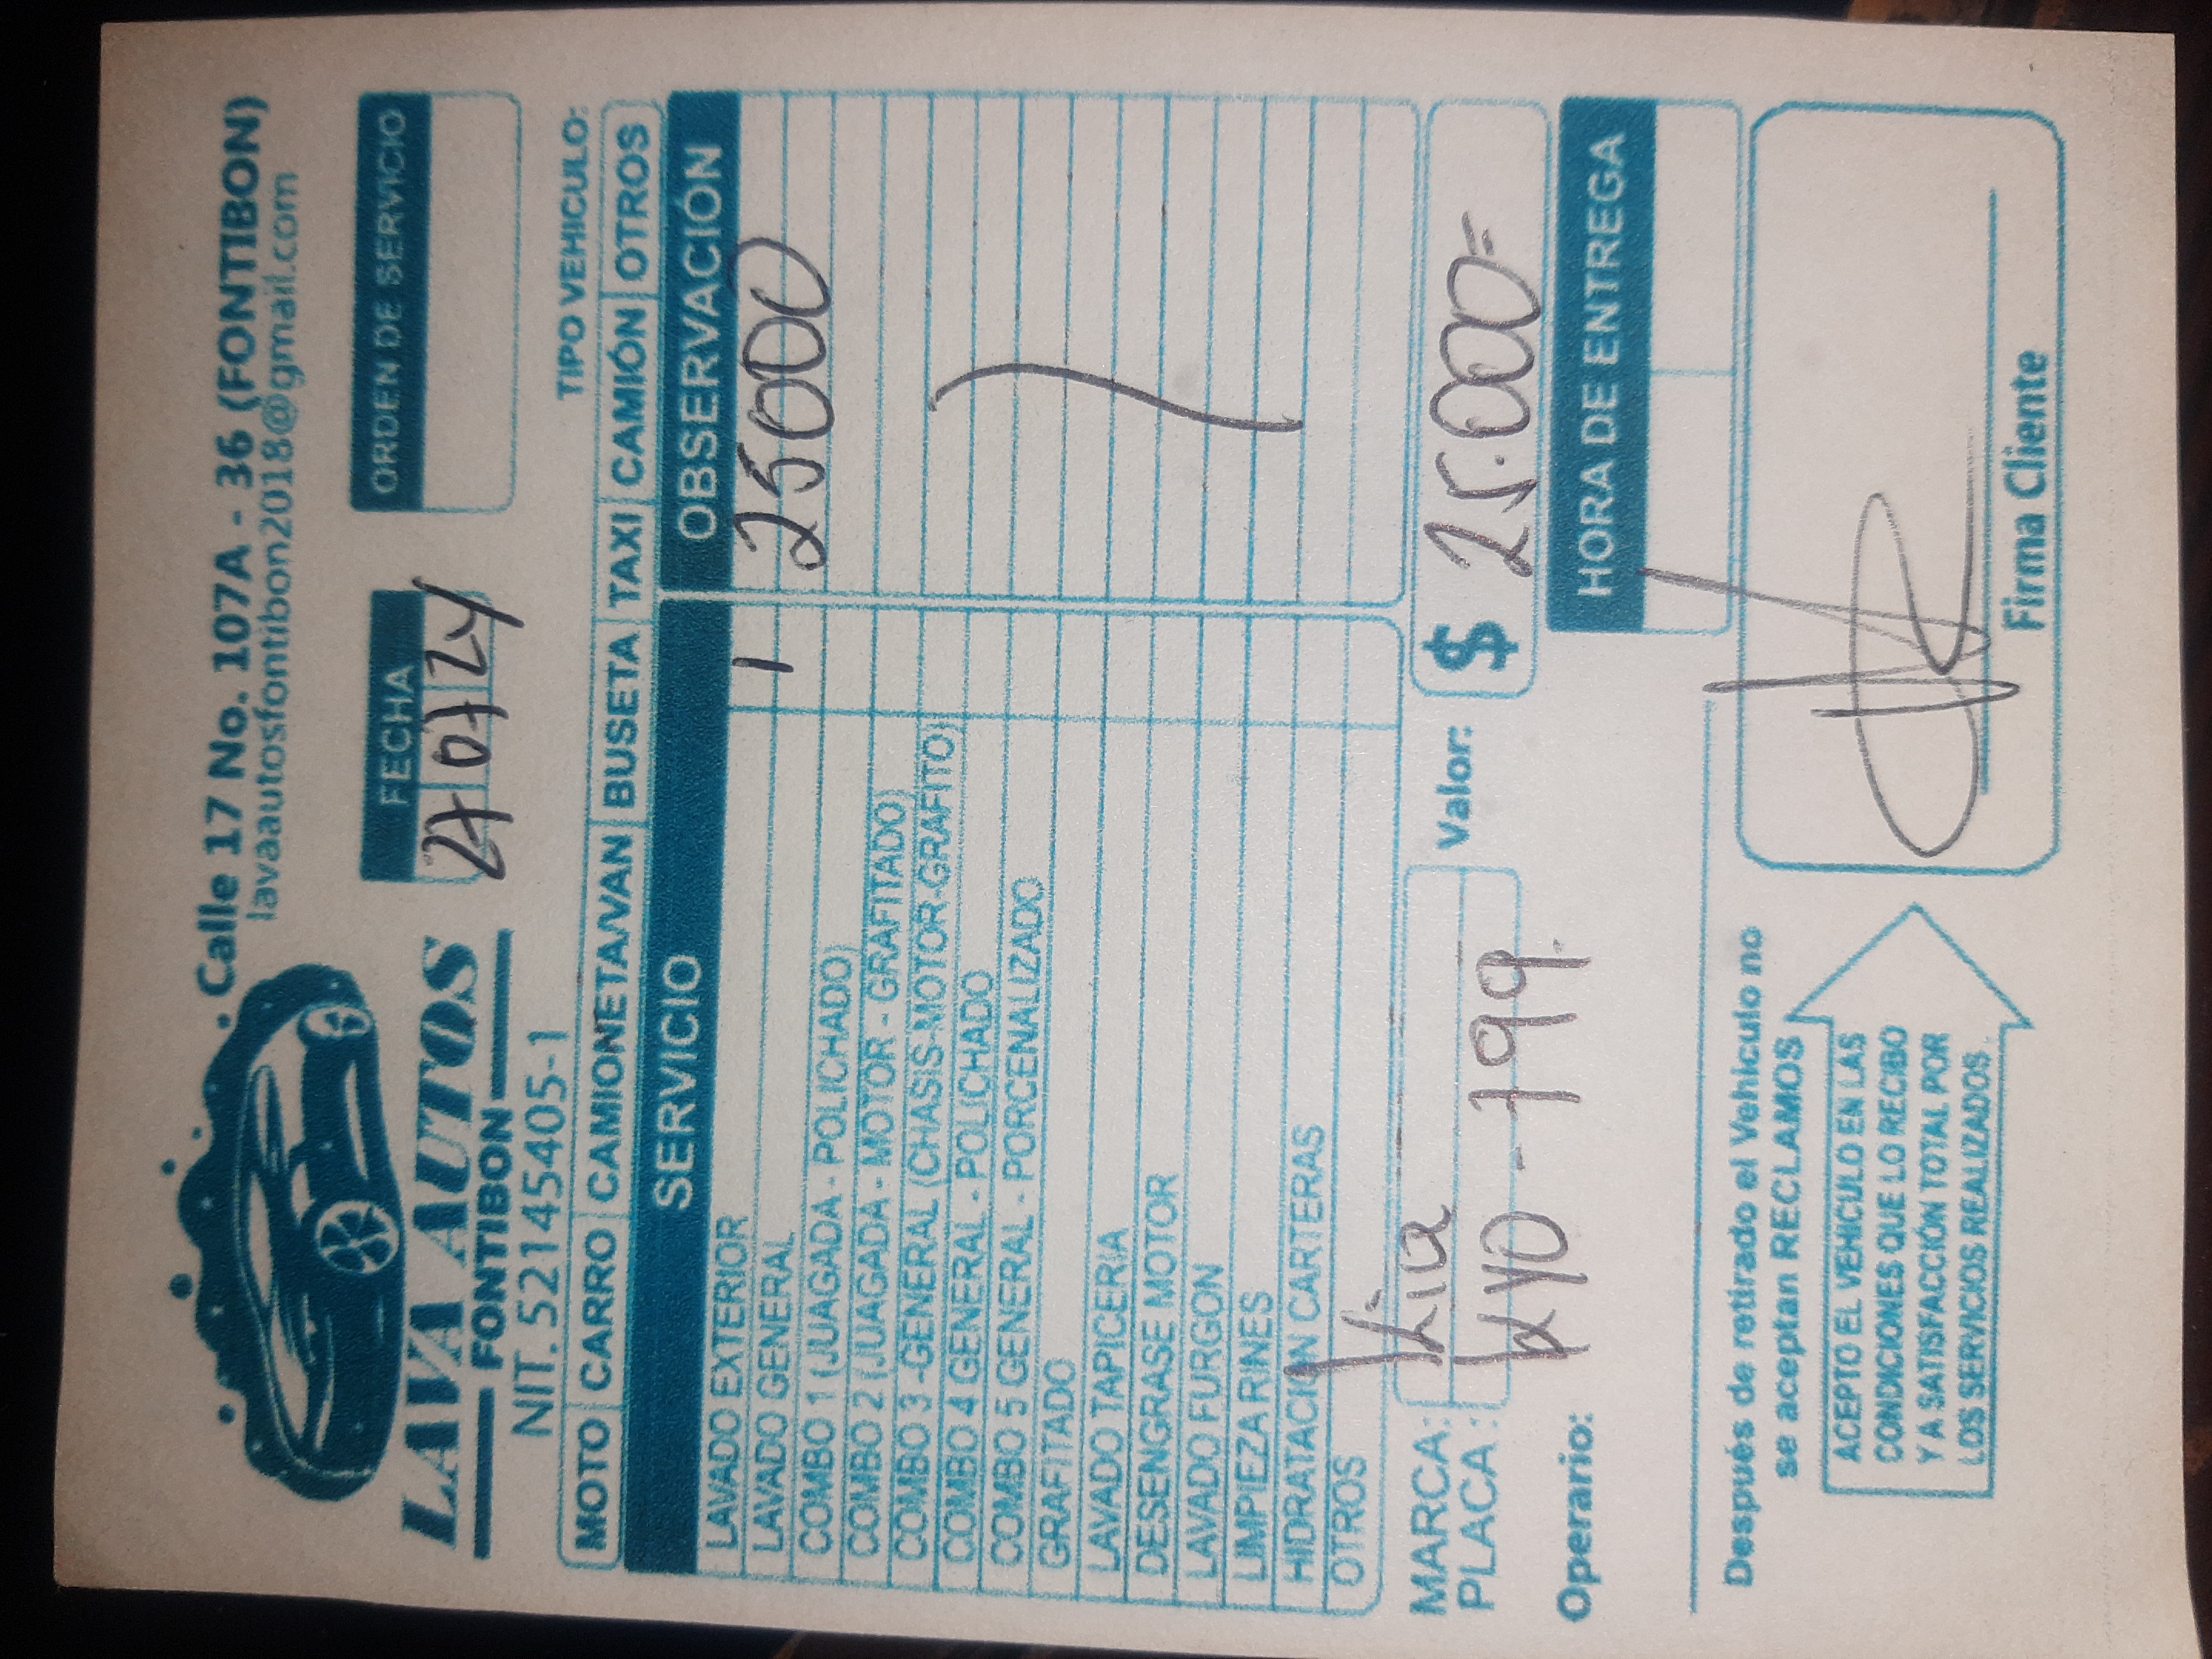 Calle 17 No. 107A - 36 (FONTIBON)
lavaautosfontibon2018@gmail.com
LAVA AUTOS
FONTIBON
NIT. 52145405-1
FECHA
27 07 24
ORDEN DE SERVICIO
TIPO VEHICULO:
MOTO CARRO CAMIONETA/VAN BUSETA TAXI CAMIÓN OTROS
SERVICIO OBSERVACIÓN
LAVADO EXTERIOR 1 25000
LAVADO GENERAL
COMBO 1 (JUAGADA - POLICHADO)
COMBO 2 (JUAGADA - MOTOR - GRAFITADO)
COMBO 3 -GENERAL (CHASIS-MOTOR-GRAFITO)
COMBO 4 GENERAL - POLICHADO
COMBO 5 GENERAL - PORCENALIZADO
GRAFITADO
LAVADO TAPICERIA
DESENGRASE MOTOR
LAVADO FURGON
LIMPIEZA RINES
HIDRATACION CARTERAS
OTROS
MARCA: Kia
PLACA: KYO - 799.
Valor: $ 25.000=
Operario:
HORA DE ENTREGA
Después de retirado el Vehículo no
se aceptan RECLAMOS
ACEPTO EL VEHICULO EN LAS
CONDICIONES QUE LO RECIBO
Y A SATISFACCIÓN TOTAL POR
LOS SERVICIOS REALIZADOS.
Firma Cliente